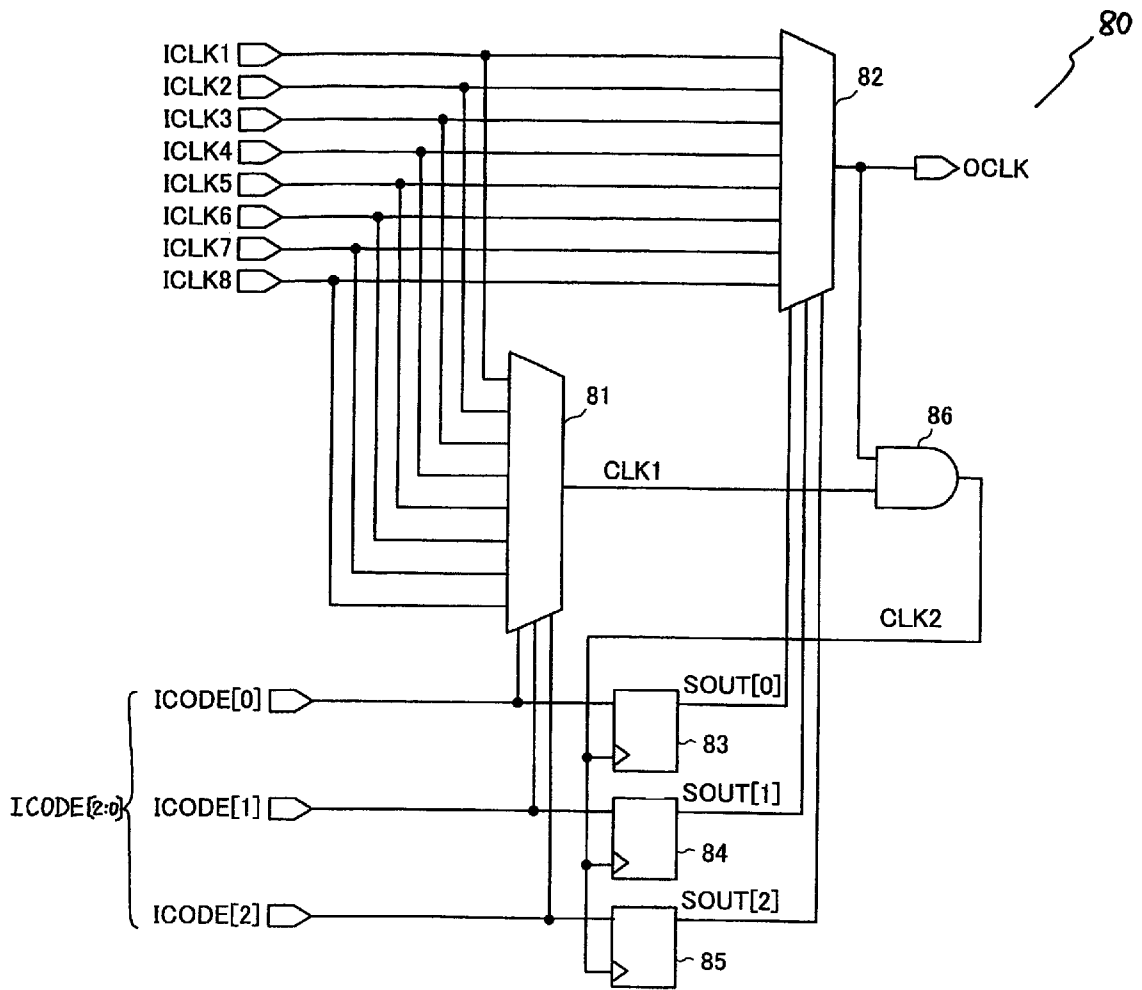 80
ICLK1
ICLK2
82
ICLK3
ICLK4
OCLK
ICLK5
ICLK6
ICLK7
ICLK8
81
86
CLK1
CLK2
ICODE[0]
SOUT[0]
83
ICODE[2:0]
ICODE[1]
SOUT[1]
84
ICODE[2]
SOUT[2]
85